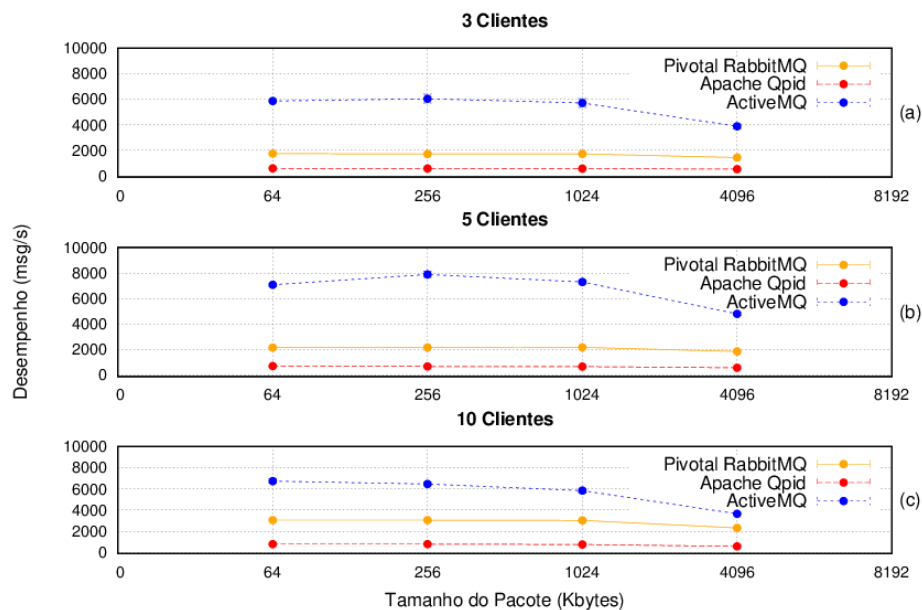 3 Clientes
10000
8000
6000
4000
2000
0
Pivotal RabbitMQ
Apache Qpid
ActiveMQ
(a)
0 64 256 1024 4096 8192
5 Clientes
10000
8000
6000
4000
2000
0
Pivotal RabbitMQ
Apache Qpid
ActiveMQ
(b)
0 64 256 1024 4096 8192
Desempenho (msg/s)
10 Clientes
10000
8000
6000
4000
2000
0
Pivotal RabbitMQ
Apache Qpid
ActiveMQ
(c)
0 64 256 1024 4096 8192
Tamanho do Pacote (Kbytes)